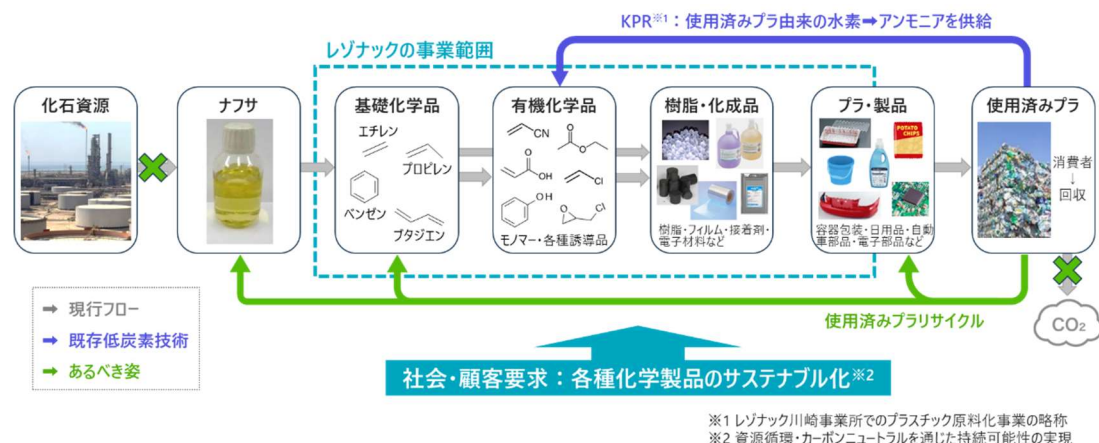 KPR※1：使用済みプラ由来の水素➡アンモニアを供給
レゾナックの事業範囲
化石資源
ナフサ
基礎化学品
エチレン
プロピレン
ベンゼン
ブタジエン
有機化学品
CN
O
O
O
OH
Cl
OH
O
Cl
モノマー・各種誘導品
樹脂・化成品
樹脂・フィルム・接着剤・
電子材料など
プラ・製品
POTATO
CHIPS
容器包装・日用品・自動
車部品・電子部品など
使用済みプラ
消費者
↓
回収
CO₂
使用済みプラリサイクル
➡ 現行フロー
➡ 既存低炭素技術
➡ あるべき姿
社会・顧客要求：各種化学製品のサステナブル化※2
※1 レゾナック川崎事業所でのプラスチック原料化事業の略称
※2 資源循環・カーボンニュートラルを通じた持続可能性の実現